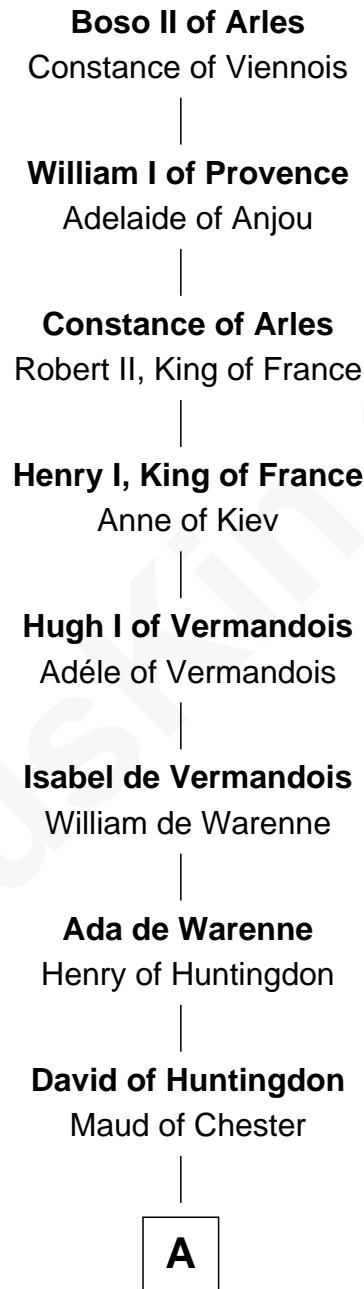 Boso II of Arles
Constance of Viennois
William I of Provence
Adelaide of Anjou
Constance of Arles
Robert II, King of France
Henry I, King of France
Anne of Kiev
Hugh I of Vermandois
Adéle of Vermandois
Isabel de Vermandois
William de Warenne
Ada de Warenne
Henry of Huntingdon
David of Huntingdon
Maud of Chester
A